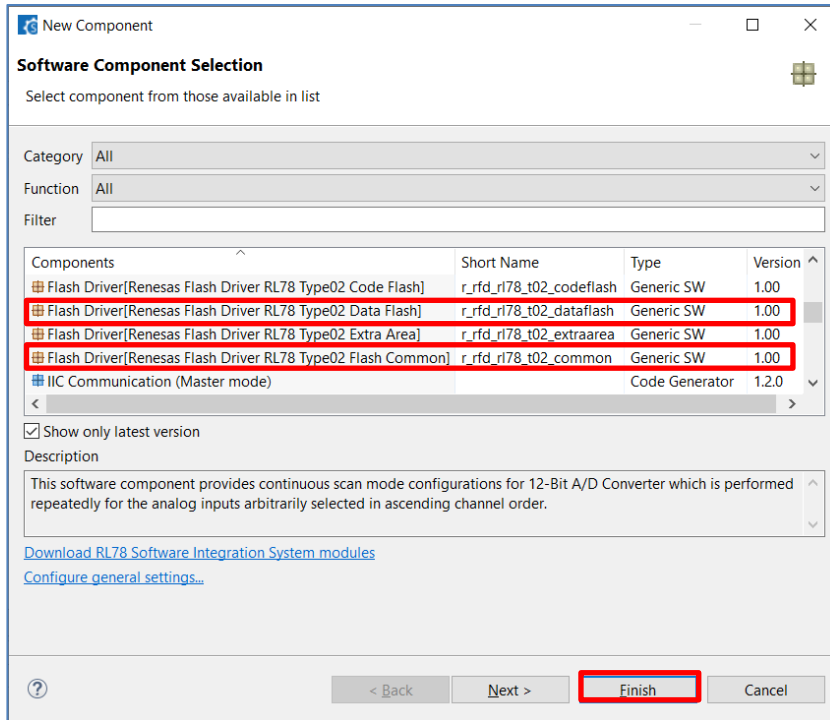 New Component
Software Component Selection
Select component from those available in list
Category All
Function All
Filter
Components Short Name Type Version
Flash Driver[Renesas Flash Driver RL78 Type02 Code Flash] r_rfd_rl78_t02_codeflash Generic SW 1.00
Flash Driver[Renesas Flash Driver RL78 Type02 Data Flash] r_rfd_rl78_t02_dataflash Generic SW 1.00
Flash Driver[Renesas Flash Driver RL78 Type02 Extra Area] r_rfd_rl78_t02_extraarea Generic SW 1.00
Flash Driver[Renesas Flash Driver RL78 Type02 Flash Common] r_rfd_rl78_t02_common Generic SW 1.00
IIC Communication (Master mode) Code Generator 1.2.0
Show only latest version
Description
This software component provides continuous scan mode configurations for 12-Bit A/D Converter which is performed
repeatedly for the analog inputs arbitrarily selected in ascending channel order.
Download RL78 Software Integration System modules
Configure general settings...
? < Back Next > Finish Cancel